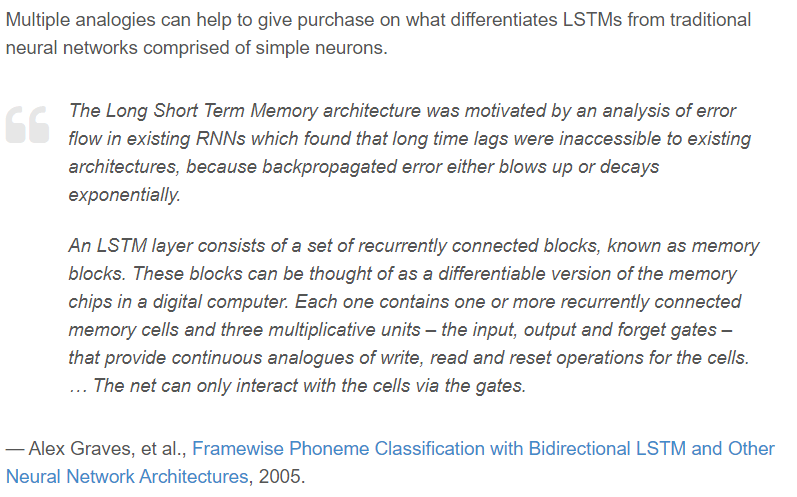 Multiple analogies can help to give purchase on what differentiates LSTMs from traditional
neural networks comprised of simple neurons.
The Long Short Term Memory architecture was motivated by an analysis of error
flow in existing RNNs which found that long time lags were inaccessible to existing
architectures, because backpropagated error either blows up or decays
exponentially.
An LSTM layer consists of a set of recurrently connected blocks, known as memory
blocks. These blocks can be thought of as a differentiable version of the memory
chips in a digital computer. Each one contains one or more recurrently connected
memory cells and three multiplicative units – the input, output and forget gates –
that provide continuous analogues of write, read and reset operations for the cells.
… The net can only interact with the cells via the gates.
— Alex Graves, et al., Framewise Phoneme Classification with Bidirectional LSTM and Other
Neural Network Architectures, 2005.